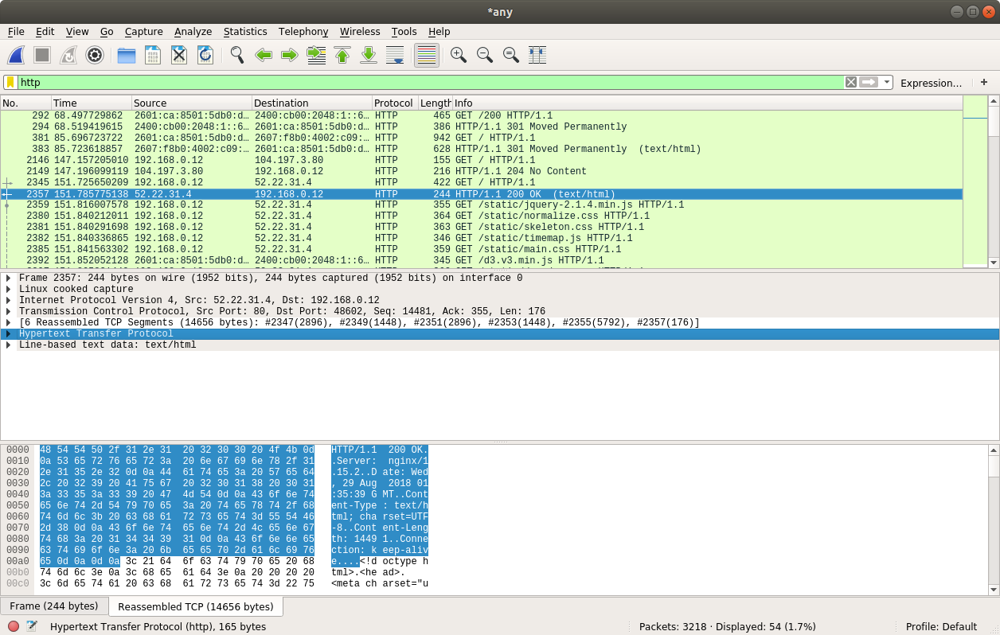 *any
File Edit View Go Capture Analyze Statistics Telephony Wireless Tools Help
http
Expression…
+
No. Time Source Destination Protocol Length Info
292 68.497729862 2601:ca:8501:5db0:d… 2400:cb00:2048:1::6… HTTP 465 GET /200 HTTP/1.1
294 68.519419615 2400:cb00:2048:1::6… 2601:ca:8501:5db0:d… HTTP 386 HTTP/1.1 301 Moved Permanently
381 85.696723722 2601:ca:8501:5db0:d… 2607:f8b0:4002:c09:… HTTP 942 GET / HTTP/1.1
383 85.723618857 2607:f8b0:4002:c09:… 2601:ca:8501:5db0:d… HTTP 628 HTTP/1.1 301 Moved Permanently (text/html)
2146 147.157205010 192.168.0.12 104.197.3.80 HTTP 155 GET / HTTP/1.1
2149 147.196099119 104.197.3.80 192.168.0.12 HTTP 216 HTTP/1.1 204 No Content
2345 151.725650209 192.168.0.12 52.22.31.4 HTTP 422 GET / HTTP/1.1
2357 151.785775138 52.22.31.4 192.168.0.12 HTTP 244 HTTP/1.1 200 OK (text/html)
2359 151.816007578 192.168.0.12 52.22.31.4 HTTP 355 GET /static/jquery-2.1.4.min.js HTTP/1.1
2380 151.840212011 192.168.0.12 52.22.31.4 HTTP 364 GET /static/normalize.css HTTP/1.1
2381 151.840291698 192.168.0.12 52.22.31.4 HTTP 363 GET /static/skeleton.css HTTP/1.1
2382 151.840336865 192.168.0.12 52.22.31.4 HTTP 346 GET /static/timemap.js HTTP/1.1
2385 151.841563302 192.168.0.12 52.22.31.4 HTTP 359 GET /static/main.css HTTP/1.1
2392 151.852052128 2601:ca:8501:5db0:d… 2400:cb00:2048:1::6… HTTP 345 GET /d3.v3.min.js HTTP/1.1
Frame 2357: 244 bytes on wire (1952 bits), 244 bytes captured (1952 bits) on interface 0
Linux cooked capture
Internet Protocol Version 4, Src: 52.22.31.4, Dst: 192.168.0.12
Transmission Control Protocol, Src Port: 80, Dst Port: 48602, Seq: 14481, Ack: 355, Len: 176
[6 Reassembled TCP Segments (14656 bytes): #2347(2896), #2349(1448), #2351(2896), #2353(1448), #2355(5792), #2357(176)]
Hypertext Transfer Protocol
Line-based text data: text/html
0000 48 54 54 50 2f 31 2e 31 20 32 30 30 20 4f 4b 0d HTTP/1.1 200 OK.
0010 0a 53 65 72 76 65 72 3a 20 6e 67 69 6e 78 2f 31 .Server: nginx/1
0020 2e 31 35 2e 32 0d 0a 44 61 74 65 3a 20 57 65 64 .15.2..D ate: Wed
0030 2c 20 32 39 20 41 75 67 20 32 30 31 38 20 30 31 , 29 Aug 2018 01
0040 3a 33 35 3a 33 39 20 47 4d 54 0d 0a 43 6f 6e 74 :35:39 G MT..Cont
0050 65 6e 74 2d 54 79 70 65 3a 20 74 65 78 74 2f 68 ent-Type : text/h
0060 74 6d 6c 3b 20 63 68 61 72 73 65 74 3d 55 54 46 tml; cha rset=UTF
0070 2d 38 0d 0a 43 6f 6e 74 65 6e 74 2d 4c 65 6e 67 -8..Cont ent-Leng
0080 74 68 3a 20 31 34 34 39 31 0d 0a 43 6f 6e 6e 65 th: 1449 1..Conne
0090 63 74 69 6f 6e 3a 20 6b 65 65 70 2d 61 6c 69 76 ction: k eep-aliv
00a0 65 0d 0a 0d 0a 3c 21 64 6f 63 74 79 70 65 20 68 e....<!d octype h
00b0 74 6d 6c 3e 0a 3c 68 65 61 64 3e 0a 20 20 20 20 tml>.<he ad>.
00c0 3c 6d 65 74 61 20 63 68 61 72 73 65 74 3d 22 75 <meta ch arset="u
Frame (244 bytes) Reassembled TCP (14656 bytes)
Hypertext Transfer Protocol (http), 165 bytes Packets: 3218 · Displayed: 54 (1.7%) Profile: Default